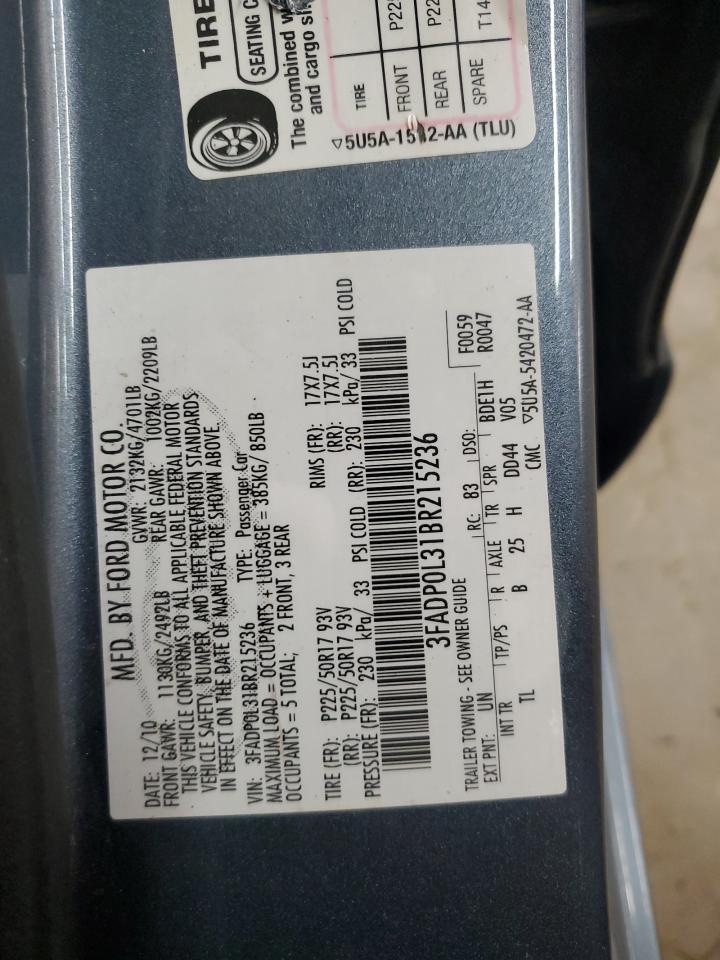 MFD. BY FORD MOTOR CO.
DATE: 12/10 GVWR: 2132KG/4701LB
FRONT GAWR: 1130KG/2492LB REAR GAWR: 1002KG/2209LB
THIS VEHICLE CONFORMS TO ALL APPLICABLE FEDERAL MOTOR
VEHICLE SAFETY, BUMPER, AND THEFT PREVENTION STANDARDS
IN EFFECT ON THE DATE OF MANUFACTURE SHOWN ABOVE.
VIN: 3FADP0L31BR215236 TYPE: Passenger Car
MAXIMUM LOAD = OCCUPANTS + LUGGAGE = 385KG/ 850LB
OCCUPANTS = 5 TOTAL; 2 FRONT, 3 REAR
TIRE (FR): P225/50R17 93V RIMS (FR): 17X7.5J
(RR): P225/50R17 93V (RR): 17X7.5J
PRESSURE (FR): 230 kPa/ 33 PSI COLD (RR): 230 kPa/ 33 PSI COLD
3FADP0L31BR215236
TRAILER TOWING - SEE OWNER GUIDE RC: 83 DSO: F0059
EXT PNT: UN R0047
INT TR TP/PS R AXLE TR SPR BDE1H
TL B 25 H DD44 V05
CMC ▽5U5A-5420472-AA
TIRE
SEATING C
The combined w
and cargo s
TIRE
FRONT P22
REAR P22
SPARE T14
▽5U5A-1532-AA (TLU)